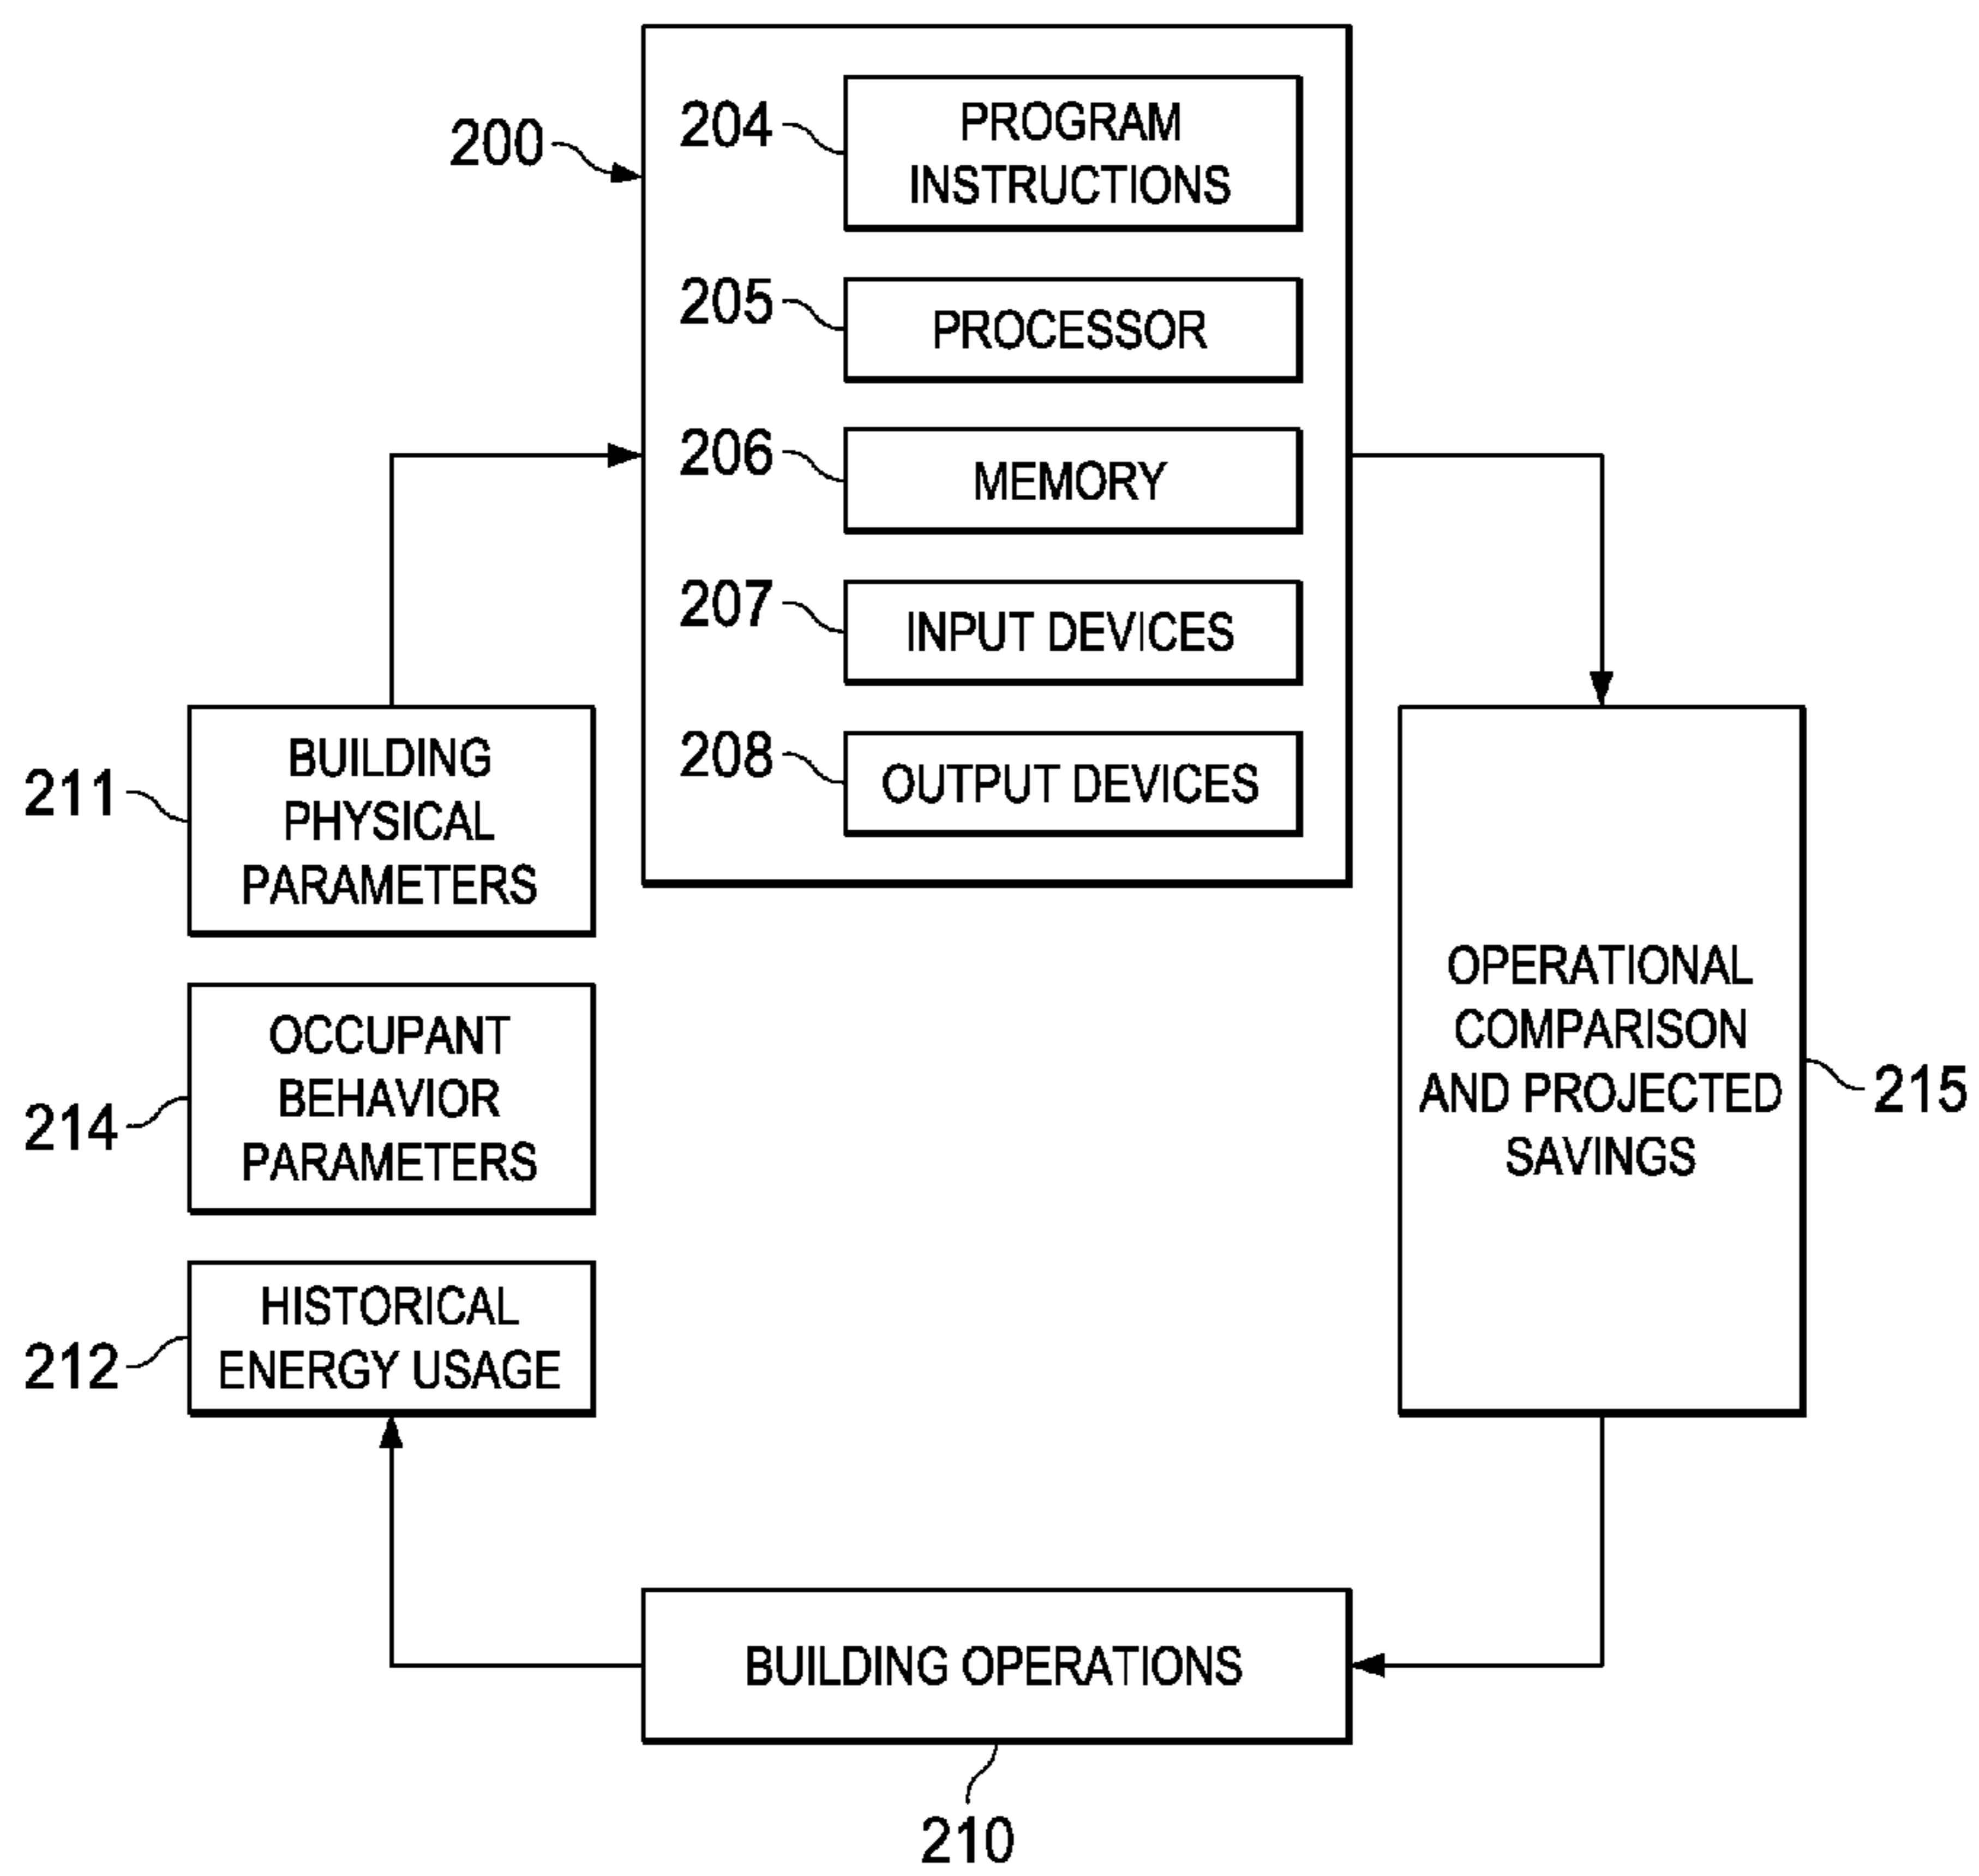 200
204
PROGRAM
INSTRUCTIONS
205
PROCESSOR
206
MEMORY
207
INPUT DEVICES
208
OUTPUT DEVICES
211
BUILDING
PHYSICAL
PARAMETERS
214
OCCUPANT
BEHAVIOR
PARAMETERS
212
HISTORICAL
ENERGY USAGE
OPERATIONAL
COMPARISON
AND PROJECTED
SAVINGS
215
BUILDING OPERATIONS
210